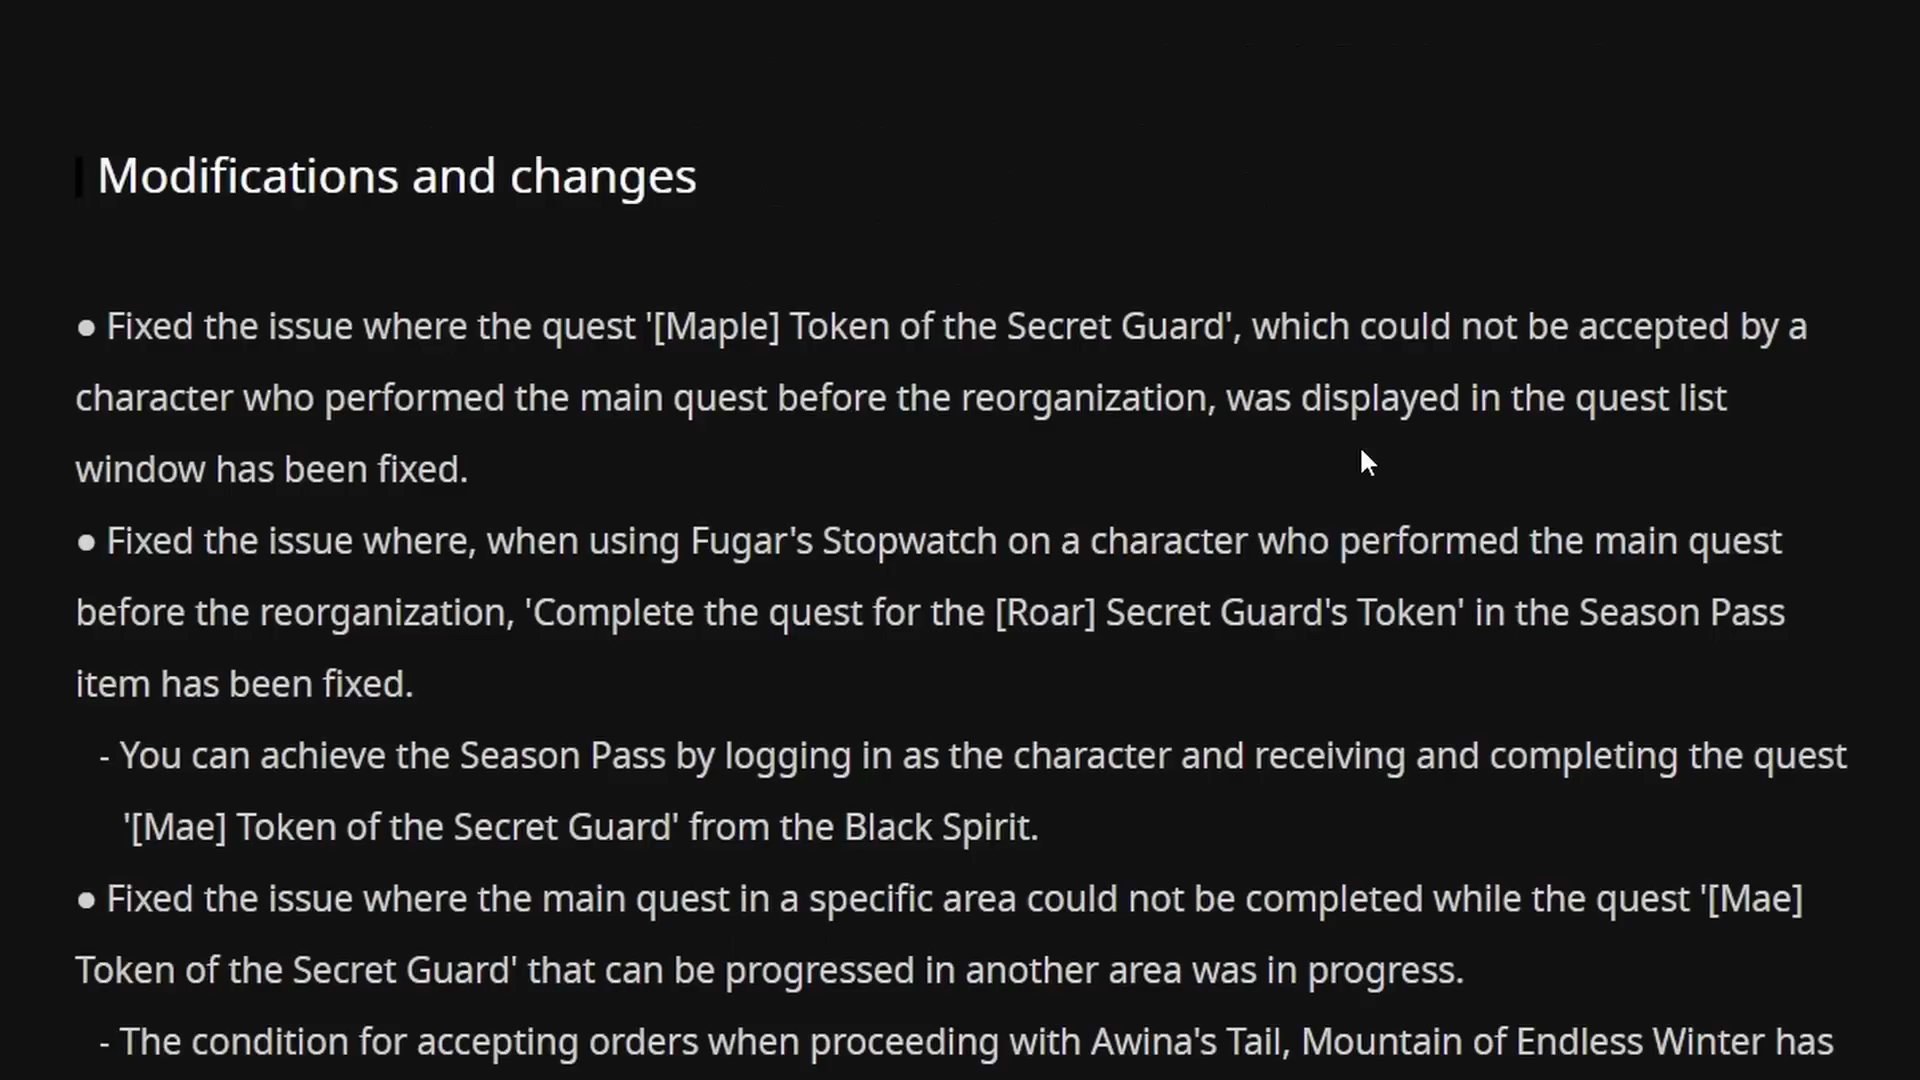 Modifications and changes
● Fixed the issue where the quest '[Maple] Token of the Secret Guard', which could not be accepted by a
character who performed the main quest before the reorganization, was displayed in the quest list
window has been fixed.
● Fixed the issue where, when using Fugar's Stopwatch on a character who performed the main quest
before the reorganization, 'Complete the quest for the [Roar] Secret Guard's Token' in the Season Pass
item has been fixed.
- You can achieve the Season Pass by logging in as the character and receiving and completing the quest
'[Mae] Token of the Secret Guard' from the Black Spirit.
● Fixed the issue where the main quest in a specific area could not be completed while the quest '[Mae]
Token of the Secret Guard' that can be progressed in another area was in progress.
- The condition for accepting orders when proceeding with Awina's Tail, Mountain of Endless Winter has